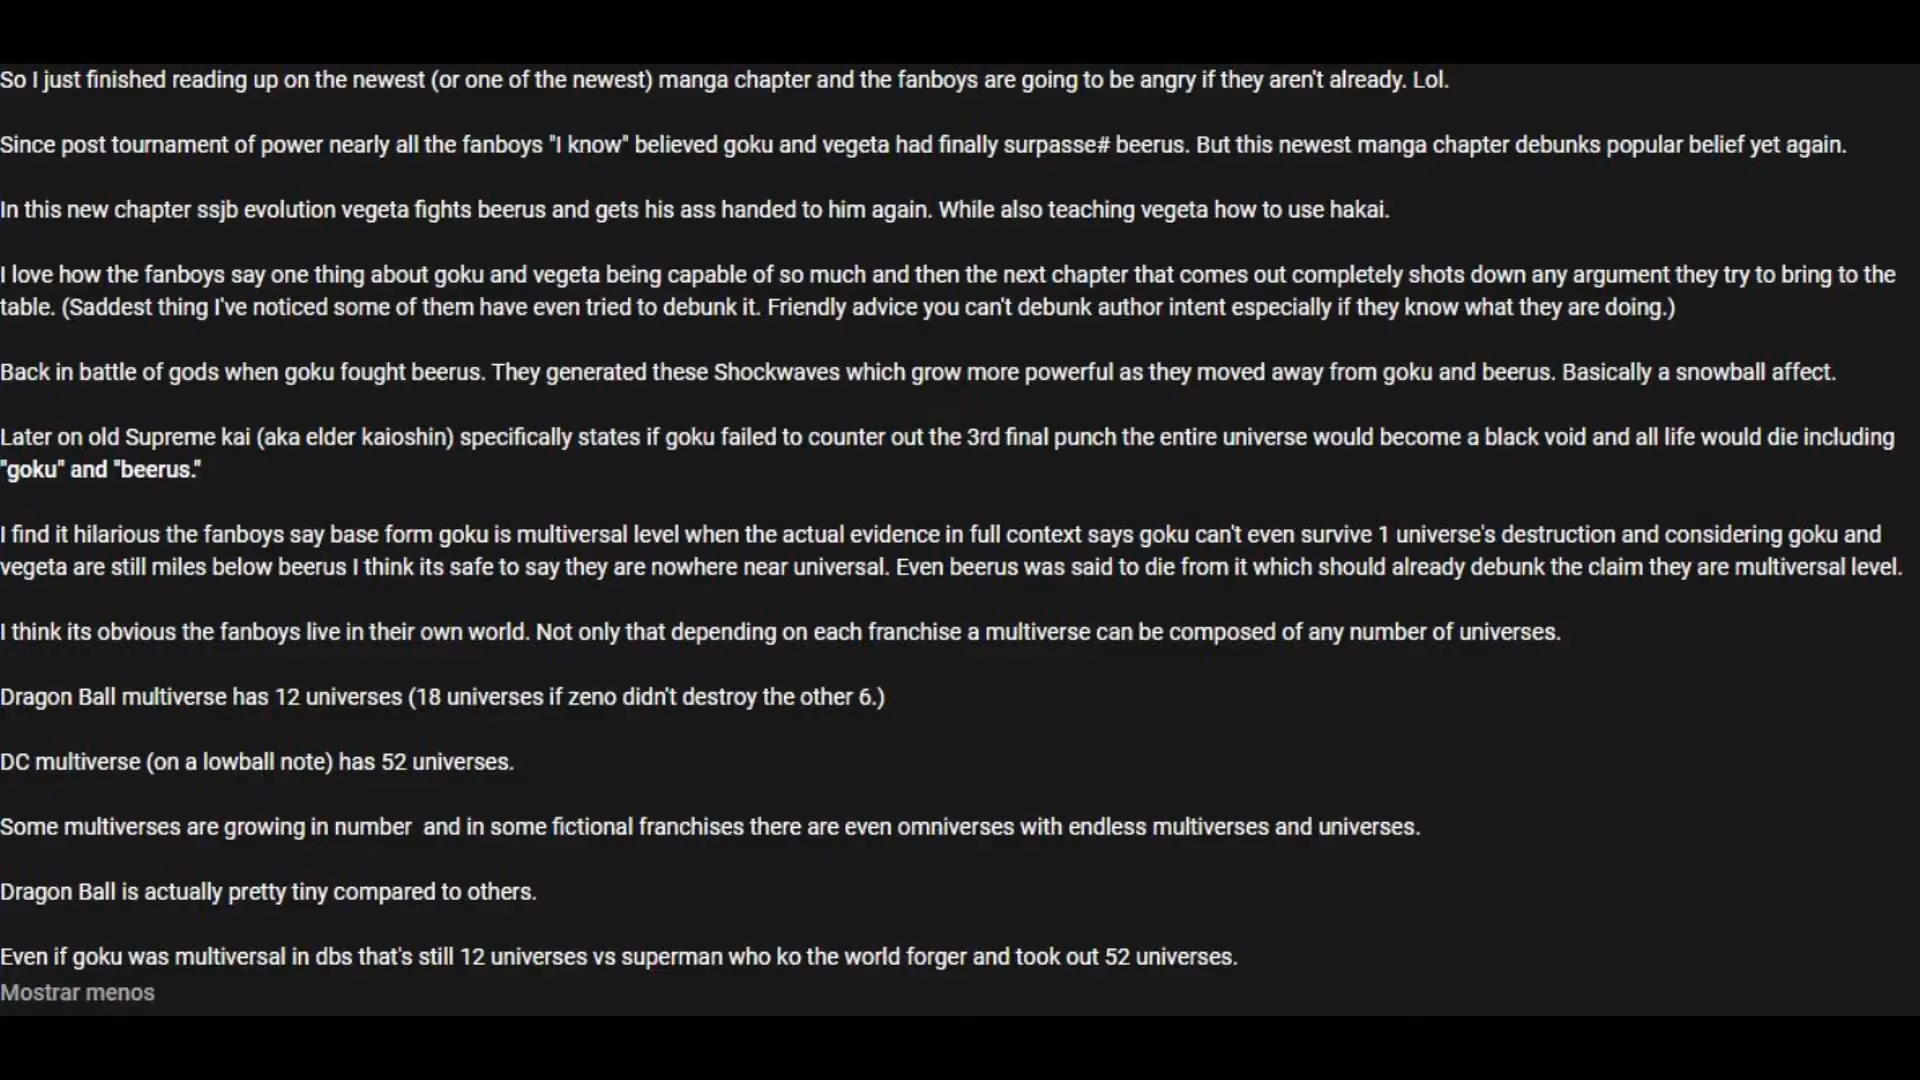 So I just finished reading up on the newest (or one of the newest) manga chapter and the fanboys are going to be angry if they aren't already. Lol.
Since post tournament of power nearly all the fanboys "I know" believed goku and vegeta had finally surpasse# beerus. But this newest manga chapter debunks popular belief yet again.
In this new chapter ssjb evolution vegeta fights beerus and gets his ass handed to him again. While also teaching vegeta how to use hakai.
I love how the fanboys say one thing about goku and vegeta being capable of so much and then the next chapter that comes out completely shots down any argument they try to bring to the
table. (Saddest thing I've noticed some of them have even tried to debunk it. Friendly advice you can't debunk author intent especially if they know what they are doing.)
Back in battle of gods when goku fought beerus. They generated these Shockwaves which grow more powerful as they moved away from goku and beerus. Basically a snowball affect.
Later on old Supreme kai (aka elder kaioshin) specifically states if goku failed to counter out the 3rd final punch the entire universe would become a black void and all life would die including
"goku" and "beerus."
I find it hilarious the fanboys say base form goku is multiversal level when the actual evidence in full context says goku can't even survive 1 universe's destruction and considering goku and
vegeta are still miles below beerus I think its safe to say they are nowhere near universal. Even beerus was said to die from it which should already debunk the claim they are multiversal level.
I think its obvious the fanboys live in their own world. Not only that depending on each franchise a multiverse can be composed of any number of universes.
Dragon Ball multiverse has 12 universes (18 universes if zeno didn't destroy the other 6.)
DC multiverse (on a lowball note) has 52 universes.
Some multiverses are growing in number  and in some fictional franchises there are even omniverses with endless multiverses and universes.
Dragon Ball is actually pretty tiny compared to others.
Even if goku was multiversal in dbs that's still 12 universes vs superman who ko the world forger and took out 52 universes.
Mostrar menos